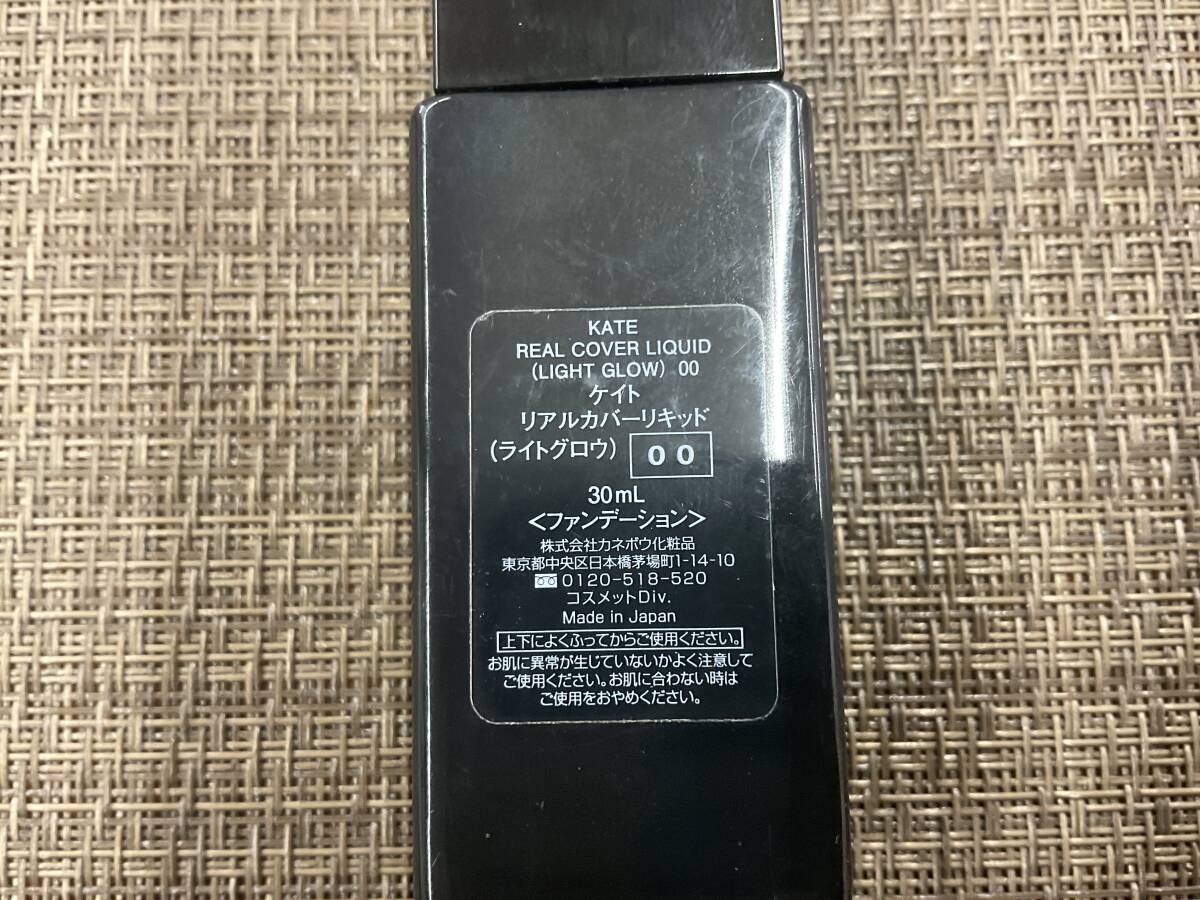 KATE
REAL COVER LIQUID
(LIGHT GLOW) 00
ケイト
リアルカバーリキッド
(ライトグロウ) 00
30mL
<ファンデーション>
株式会社カネボウ化粧品
東京都中央区日本橋茅場町1-14-10
0120-518-520
コスメットDiv.
Made in Japan
上下によくふってからご使用ください。
お肌に異常が生じていないかよく注意して
ご使用ください。お肌に合わない時は
ご使用をおやめください。